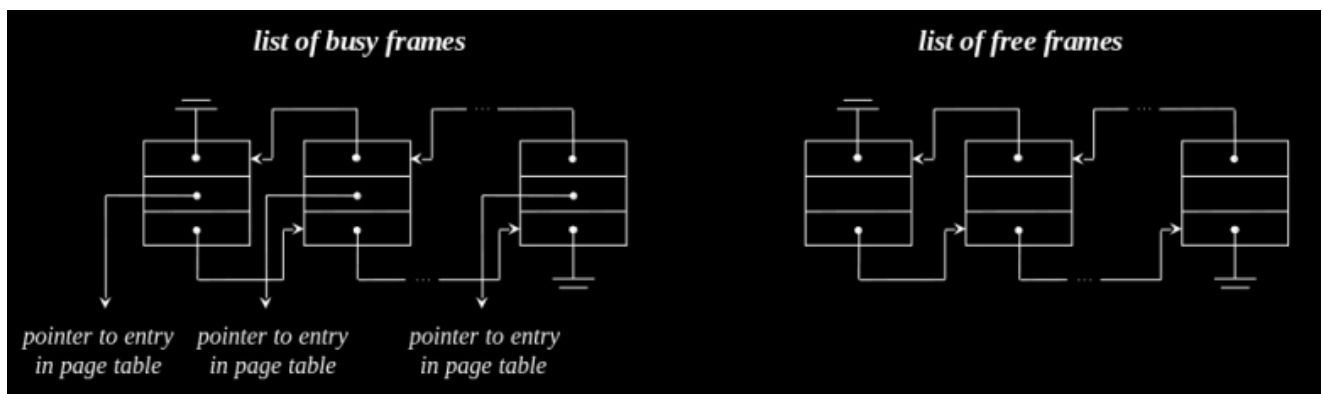 list of busy frames
list of free frames
...
...
...
...
pointer to entry
in page table
pointer to entry
in page table
pointer to entry
in page table